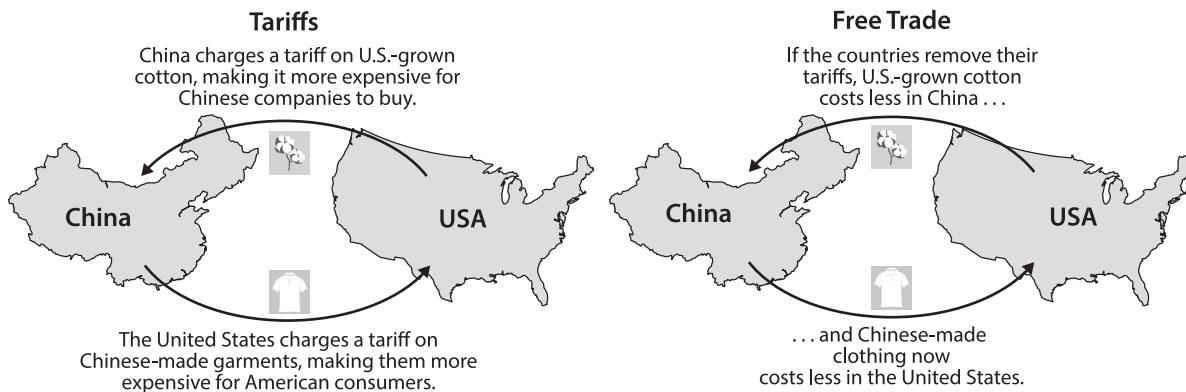 Tariffs
China charges a tariff on U.S.-grown
cotton, making it more expensive for
Chinese companies to buy.
China
USA
The United States charges a tariff on
Chinese-made garments, making them more
expensive for American consumers.
Free Trade
If the countries remove their
tariffs, U.S.-grown cotton
costs less in China . . .
China
USA
. . . and Chinese-made
clothing now
costs less in the United States.